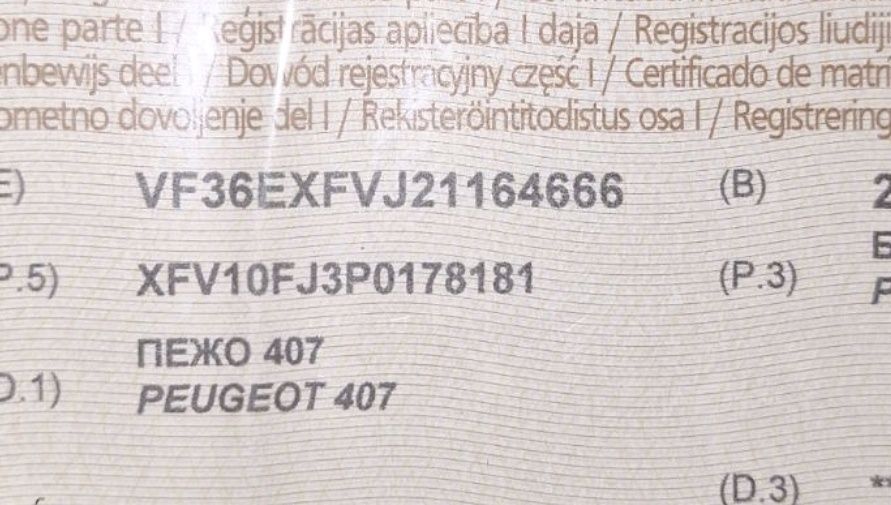 one parte I / Reģistrācijas apliecība I daļa / Registracijos liudij
nbewijs deel I / Dowód rejestracyjny część I / Certificado de matrí
ometno dovoljenje del I / Rekisteröintitodistus osa I / Registrering
E) VF36EXFVJ21164666 (B) 2
P.5) XFV10FJ3P0178181 (P.3)
ПЕЖО 407
D.1) PEUGEOT 407
(D.3) **